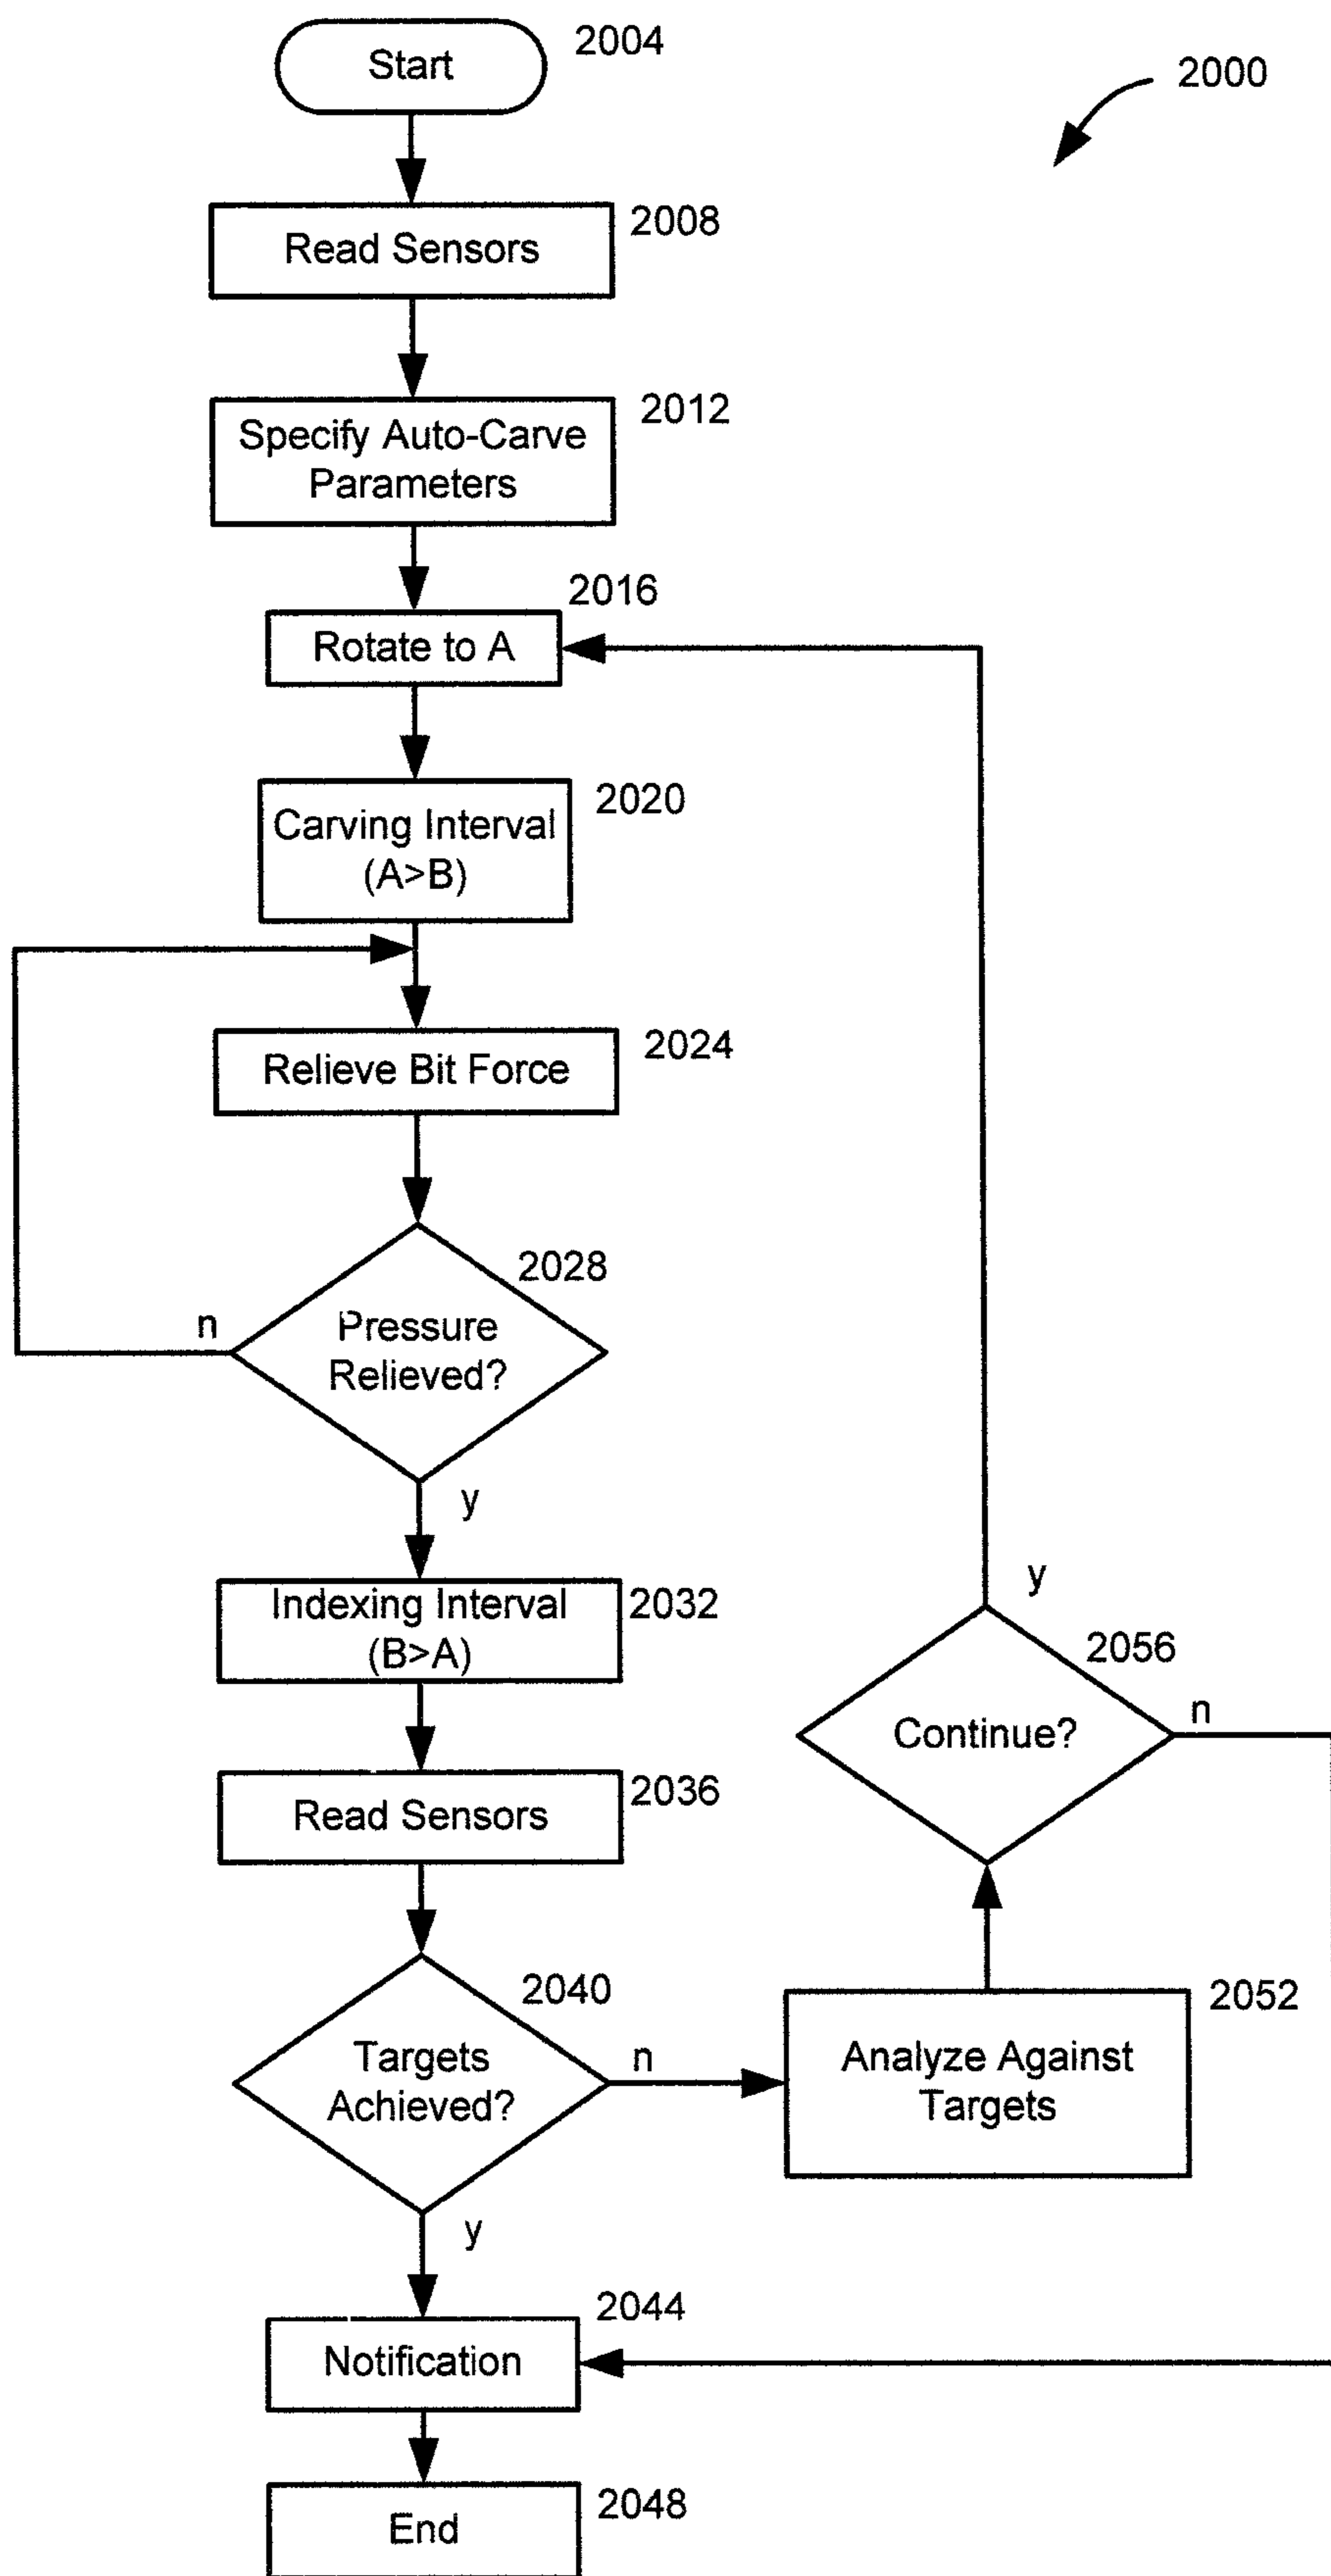 Start
2004
2000
Read Sensors
2008
Specify Auto-Carve
Parameters
2012
Rotate to A
2016
Carving Interval
(A>B)
2020
Relieve Bit Force
2024
Pressure
Relieved?
2028
n
y
Indexing Interval
(B>A)
2032
Read Sensors
2036
Targets
Achieved?
2040
n
y
Analyze Against
Targets
2052
Continue?
2056
y
n
Notification
2044
End
2048